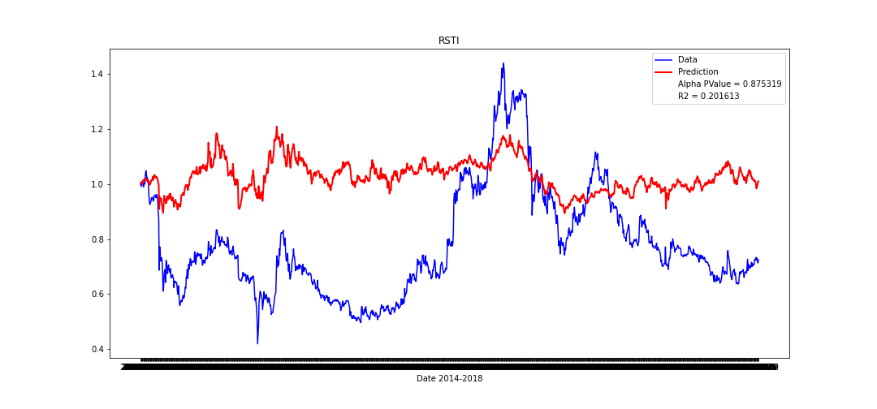 RSTI
Data
Prediction
Alpha PValue = 0.875319
R2 = 0.201613
1.4
1.2
1.0
0.8
0.6
0.4
Date 2014-2018